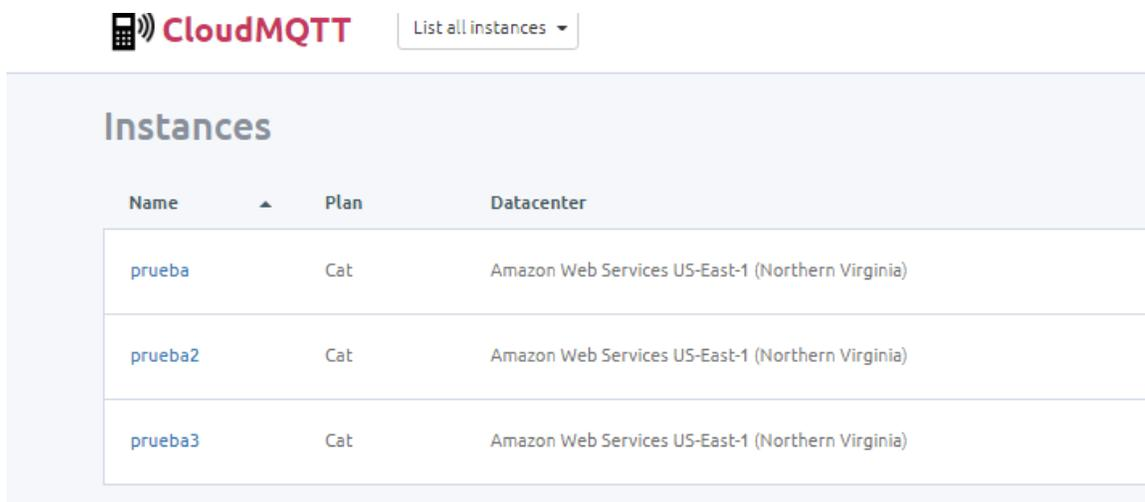 CloudMQTT List all instances
Instances
Name Plan Datacenter
prueba Cat Amazon Web Services US-East-1 (Northern Virginia)
prueba2 Cat Amazon Web Services US-East-1 (Northern Virginia)
prueba3 Cat Amazon Web Services US-East-1 (Northern Virginia)